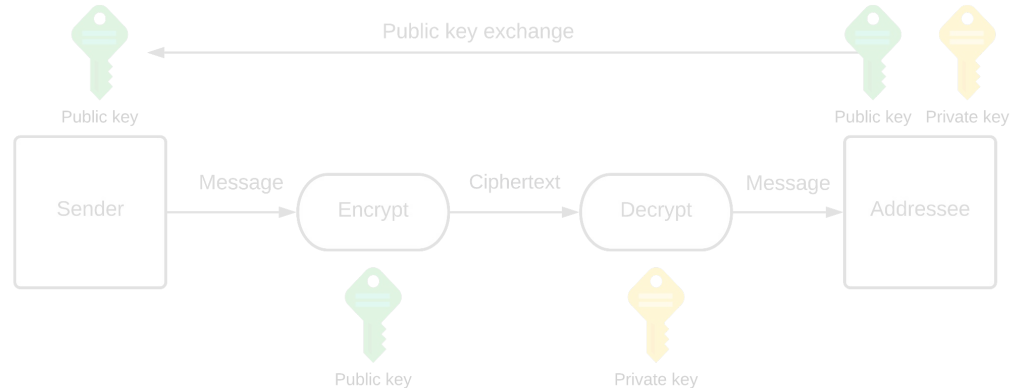 Public key exchange
Public key
Public key
Private key
Sender
Message
Encrypt
Ciphertext
Decrypt
Message
Addressee
Public key
Private key